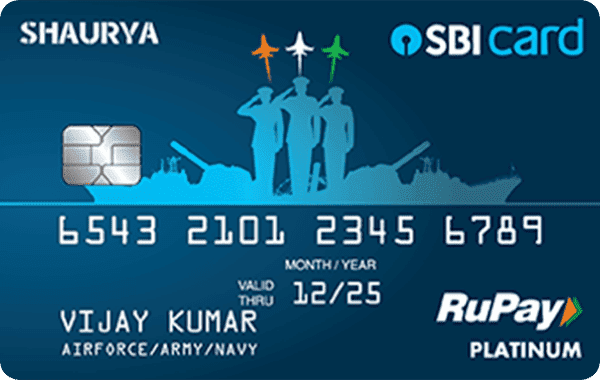 SHAURYA
SBI card
6543 2101 2345 6789
MONTH / YEAR
VALID THRU 12/25
VIJAY KUMAR
AIRFORCE/ARMY/NAVY
RuPay
PLATINUM